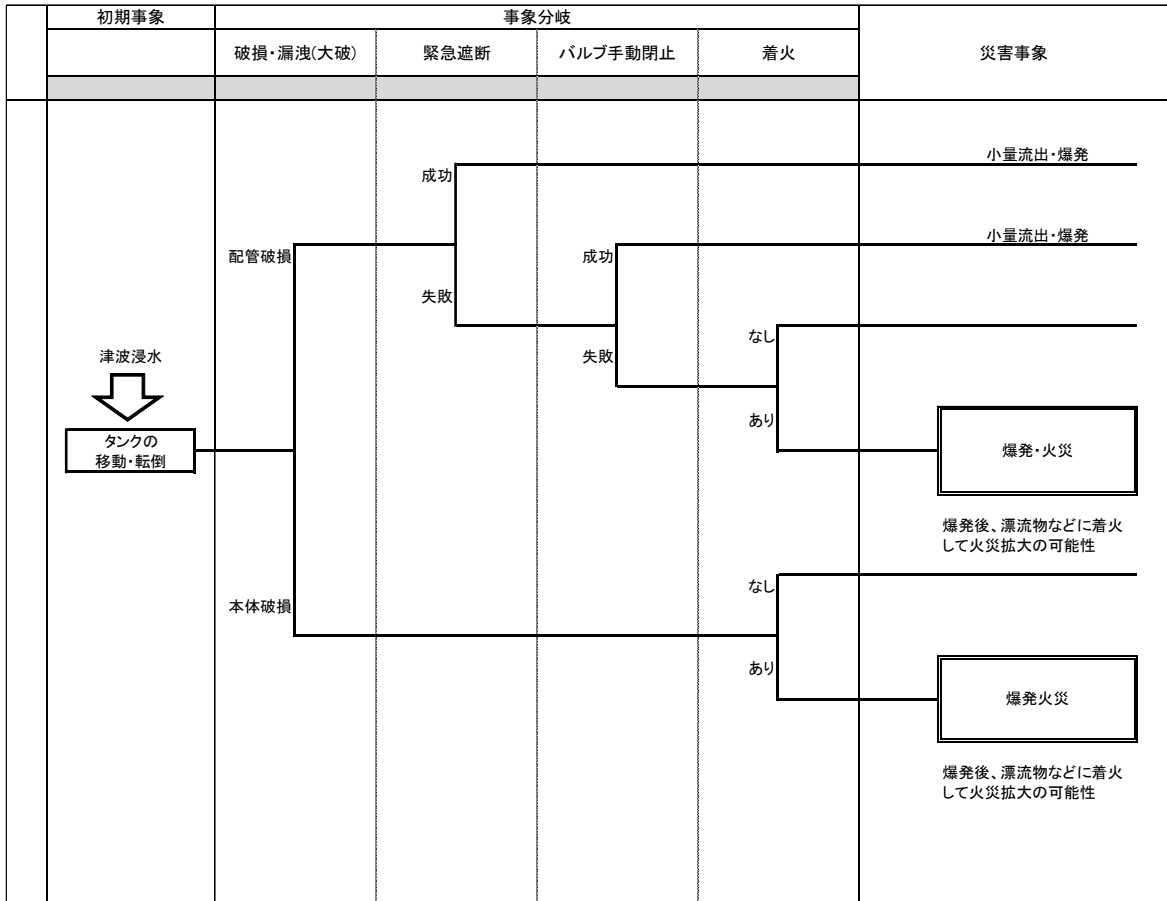 初期事象
事象分岐
破損・漏洩(大破)
緊急遮断
バルブ手動閉止
着火
災害事象
小量流出・爆発
成功
小量流出・爆発
配管破損
成功
失敗
なし
津波浸水
失敗
あり
タンクの
移動・転倒
爆発・火災
爆発後、漂流物などに着火
して火災拡大の可能性
なし
本体破損
あり
爆発火災
爆発後、漂流物などに着火
して火災拡大の可能性